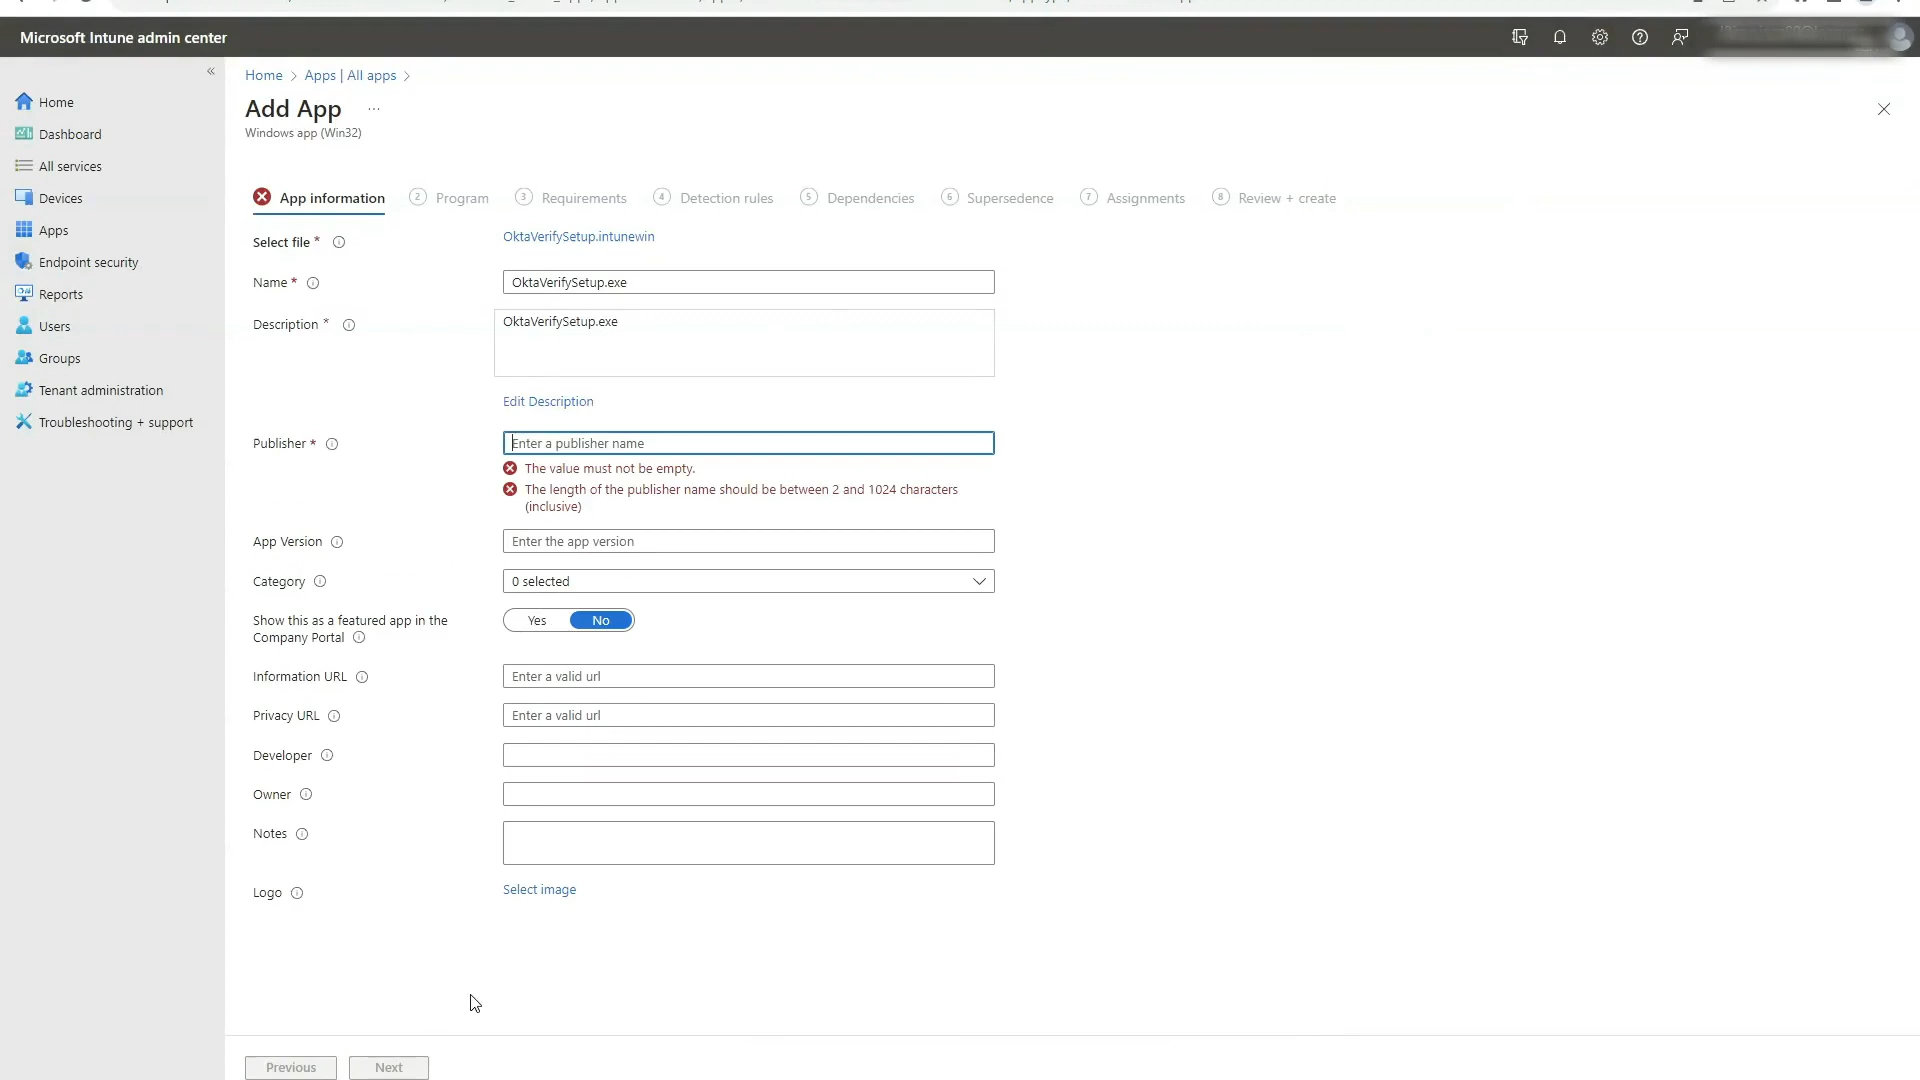 Microsoft Intune admin center
«
Home > Apps | All apps >
Add App ...
Windows app (Win32)
Home
Dashboard
All services
Devices
Apps
Endpoint security
Reports
Users
Groups
Tenant administration
Troubleshooting + support
App information 2 Program 3 Requirements 4 Detection rules 5 Dependencies 6 Supersedence 7 Assignments 8 Review + create
Select file * OktaVerifySetup.intunewin
Name * OktaVerifySetup.exe
Description * OktaVerifySetup.exe
Edit Description
Publisher * Enter a publisher name
The value must not be empty.
The length of the publisher name should be between 2 and 1024 characters
(inclusive)
App Version Enter the app version
Category 0 selected
Show this as a featured app in the
Company Portal
Yes No
Information URL Enter a valid url
Privacy URL Enter a valid url
Developer
Owner
Notes
Logo Select image
Previous Next